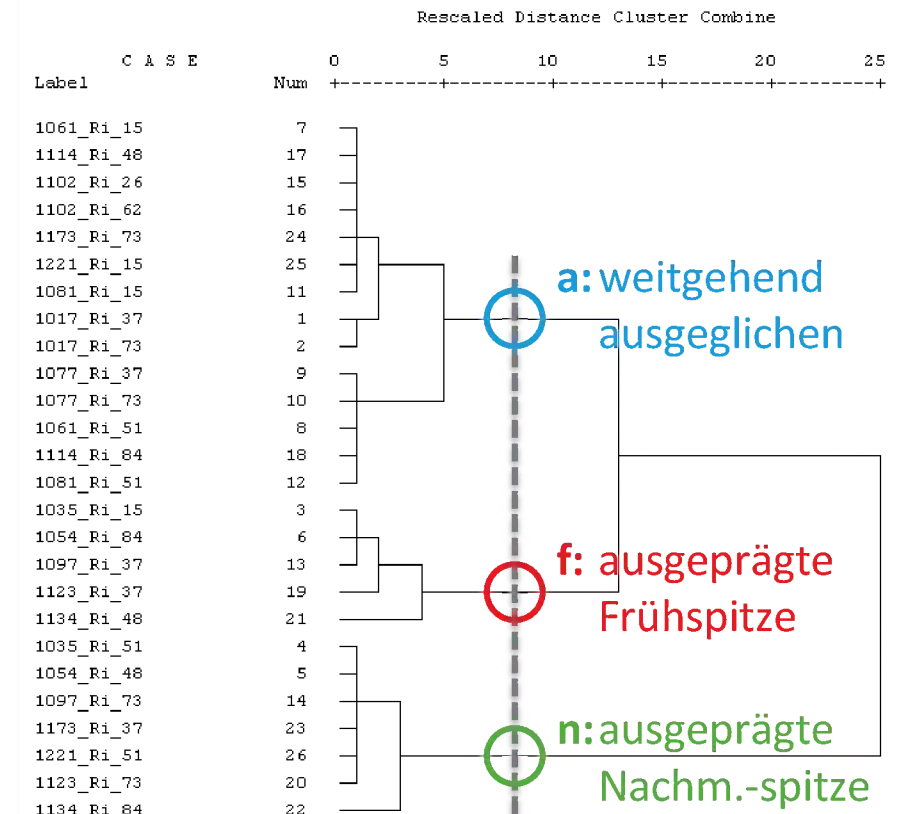 Rescaled Distance Cluster Combine
C A S E 0 5 10 15 20 25
Label Num +---------+---------+---------+---------+---------+
1061_Ri_15 7
1114_Ri_48 17
1102_Ri_26 15
1102_Ri_62 16
1173_Ri_73 24
1221_Ri_15 25
1081_Ri_15 11
1017_Ri_37 1
1017_Ri_73 2
1077_Ri_37 9
1077_Ri_73 10
1061_Ri_51 8
1114_Ri_84 18
1081_Ri_51 12
1035_Ri_15 3
1054_Ri_84 6
1097_Ri_37 13
1123_Ri_37 19
1134_Ri_48 21
1035_Ri_51 4
1054_Ri_48 5
1097_Ri_73 14
1173_Ri_37 23
1221_Ri_51 26
1123_Ri_73 20
1134_Ri_84 22
a: weitgehend
ausgeglichen
f: ausgeprägte
Frühspitze
n: ausgeprägte
Nachm.-spitze